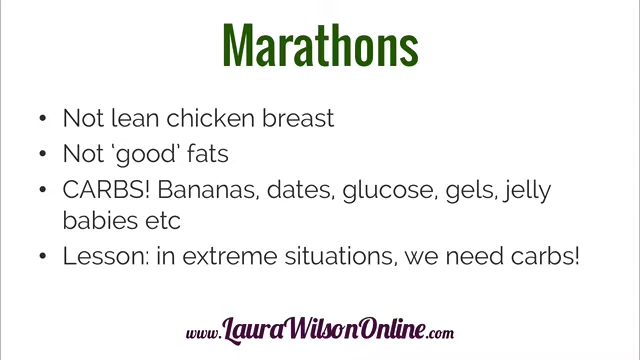 Marathons
• Not lean chicken breast
• Not ‘good’ fats
• CARBS! Bananas, dates, glucose, gels, jelly
babies etc
• Lesson: in extreme situations, we need carbs!
www.LauraWilsonOnline.com